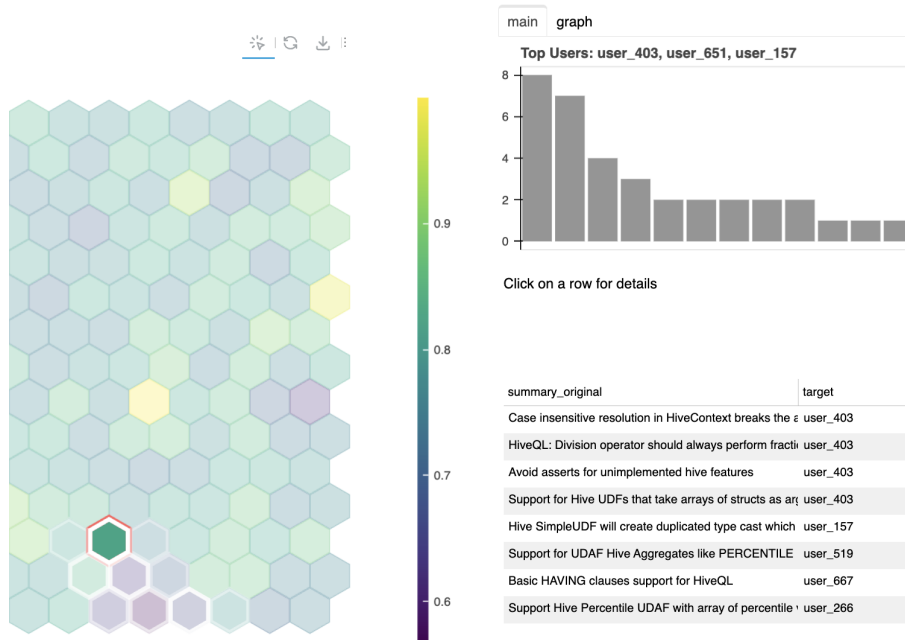 main graph
Top Users: user_403, user_651, user_157
8
6
4
2
0
0.9
0.8
0.7
0.6
Click on a row for details
summary_original target
Case insensitive resolution in HiveContext breaks the user_403
HiveQL: Division operator should always perform user_403
Avoid asserts for unimplemented hive features user_403
Support for Hive UDFs that take arrays of structs as user_403
Hive SimpleUDF will create duplicated type cast which user_157
Support for UDAF Hive Aggregates like PERCENTILE user_519
Basic HAVING clauses support for HiveQL user_667
Support Hive Percentile UDAF with array of percentile user_266